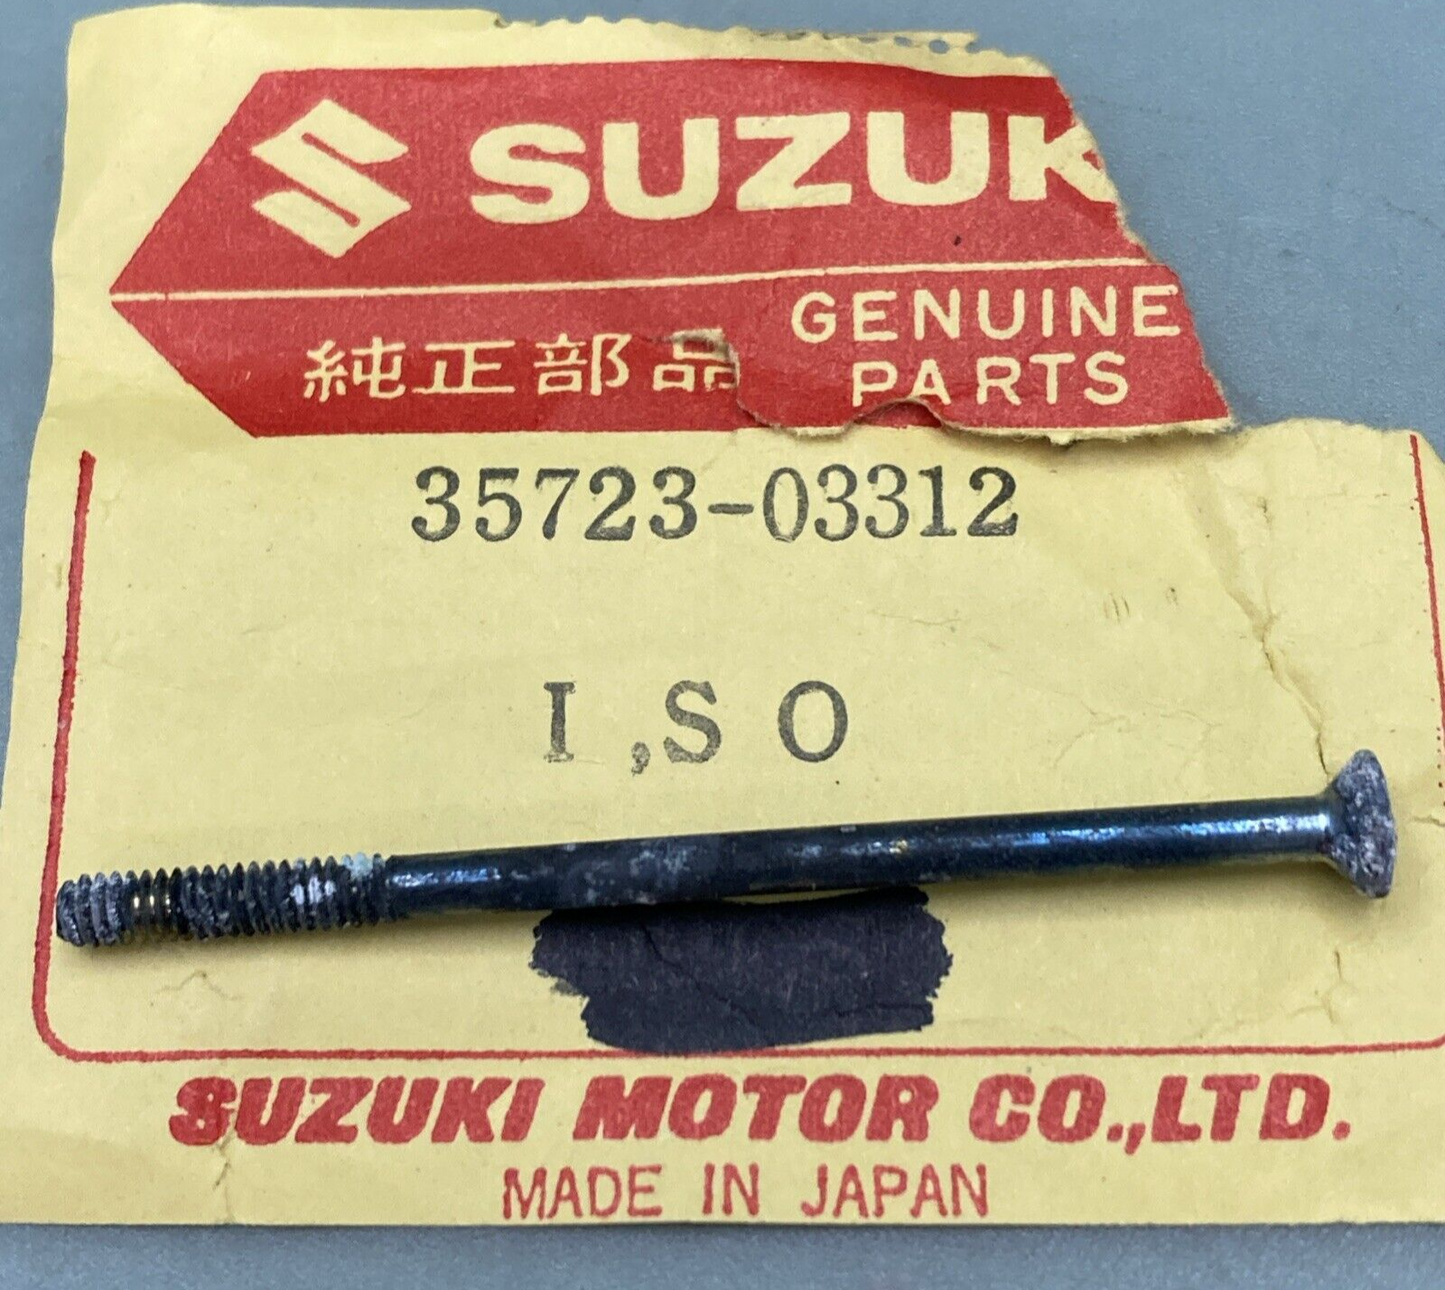 SUZUK
純正部品 GENUINE
PARTS
35723-03312
I,SO
SUZUKI MOTOR CO.,LTD.
MADE IN JAPAN